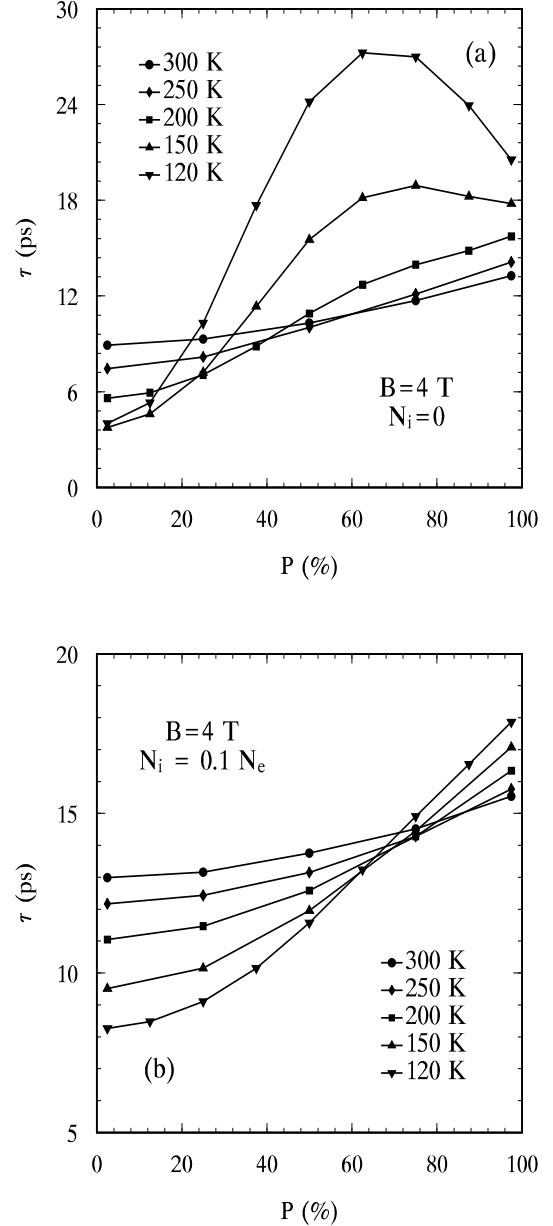 30
24
18
12
6
0
τ (ps)
(a)
300 K
250 K
200 K
150 K
120 K
B=4 T
Ni=0
0 20 40 60 80 100
P (%)
20
15
10
5
τ (ps)
B=4 T
Ni = 0.1 Ne
300 K
250 K
200 K
150 K
120 K
(b)
0 20 40 60 80 100
P (%)